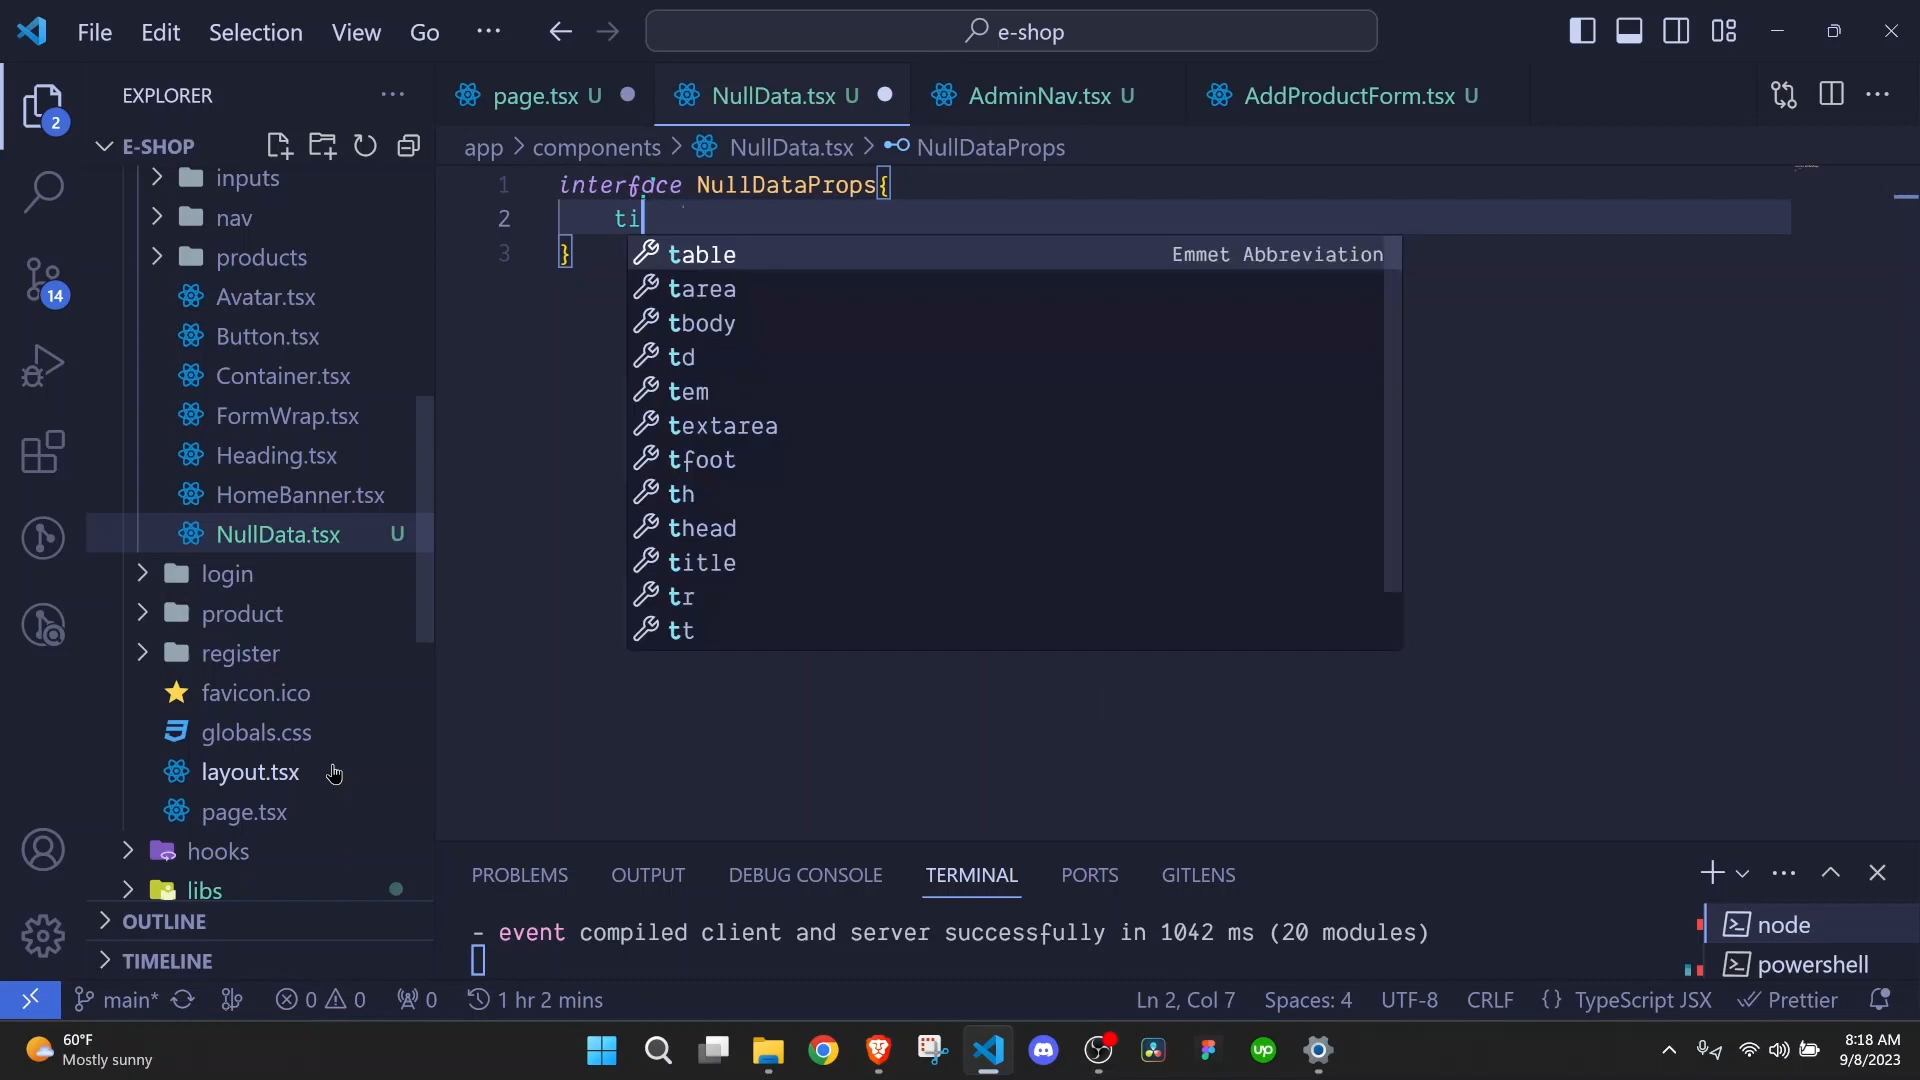 File Edit Selection View Go ··· e-shop
EXPLORER ···
page.tsx U
NullData.tsx U
AdminNav.tsx U
AddProductForm.tsx U
E-SHOP
app > components > NullData.tsx > NullDataProps
inputs
nav
products
Avatar.tsx
Button.tsx
Container.tsx
FormWrap.tsx
Heading.tsx
HomeBanner.tsx
NullData.tsx U
login
product
register
favicon.ico
globals.css
layout.tsx
page.tsx
hooks
libs
OUTLINE
TIMELINE
2
14
1 interface NullDataProps{
2 ti
3 }
table Emmet Abbreviation
tarea
tbody
td
tem
textarea
tfoot
th
thead
title
tr
tt
PROBLEMS OUTPUT DEBUG CONSOLE TERMINAL PORTS GITLENS
- event compiled client and server successfully in 1042 ms (20 modules)
node
powershell
main* 0 0 0 1 hr 2 mins Ln 2, Col 7 Spaces: 4 UTF-8 CRLF {} TypeScript JSX Prettier
60°F
Mostly sunny
up
8:18 AM
9/8/2023